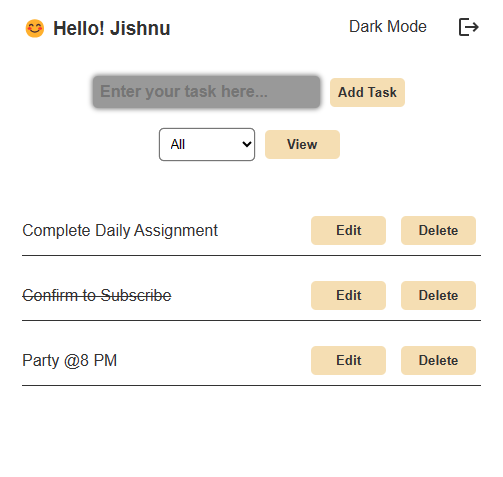 😊 Hello! Jishnu Dark Mode
Enter your task here... Add Task
All View
Complete Daily Assignment Edit Delete
Confirm to Subscribe Edit Delete
Party @8 PM Edit Delete